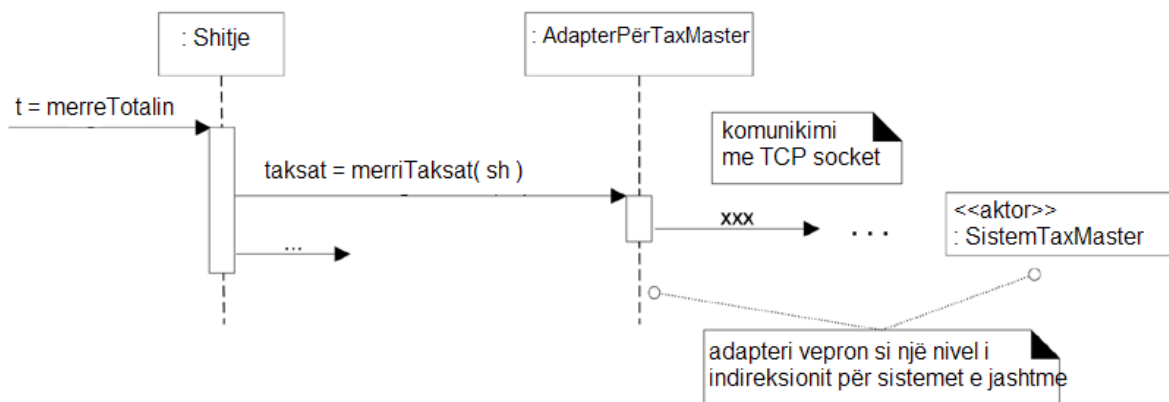 : Shitje
: AdapterPërTaxMaster
t = merreTotalin
komunikimi
me TCP socket
taksat = merriTaksat( sh )
<<aktor>>
: SistemTaxMaster
xxx
. . .
...
adapteri vepron si një nivel i
indireksionit për sistemet e jashtme